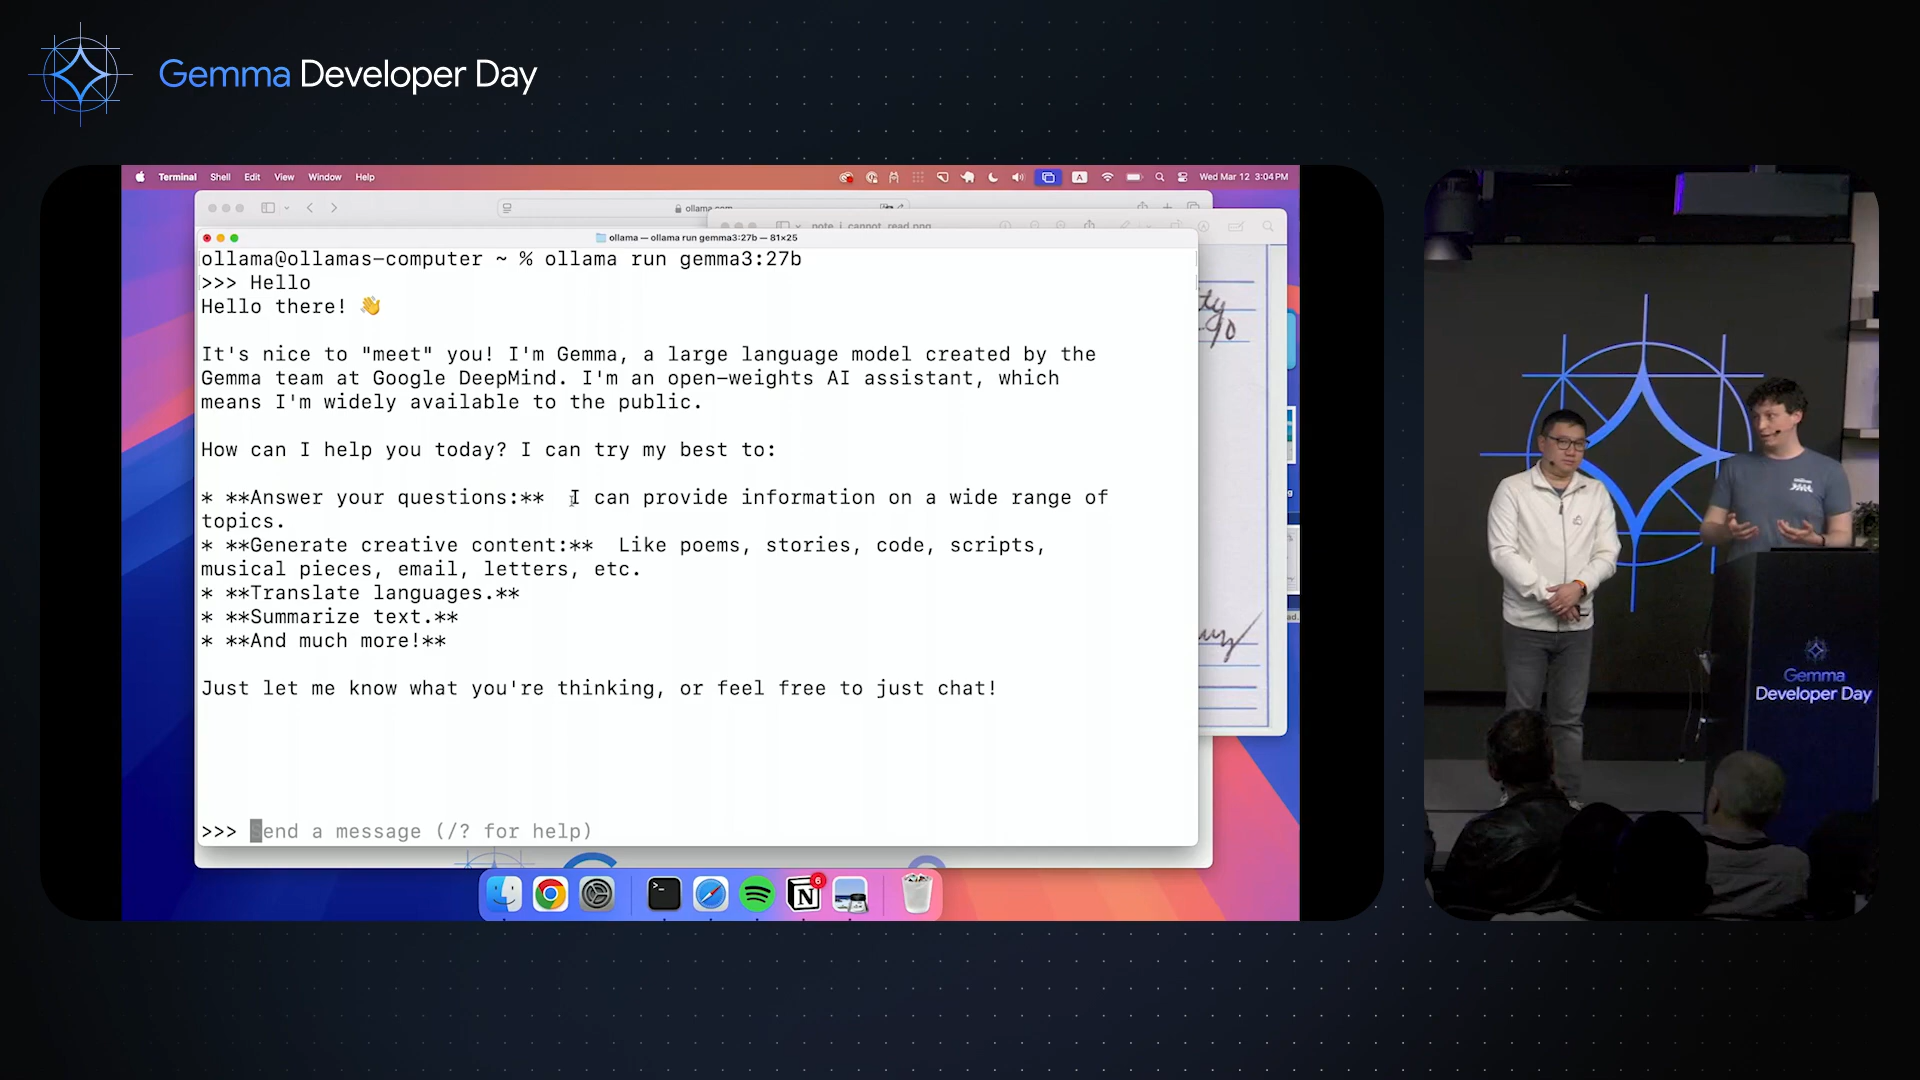 Gemma Developer Day
Terminal Shell Edit View Window Help
A
Wed Mar 12 3:04 PM
ollama.com
note_i_cannot_read.png
ollama — ollama run gemma3:27b — 81×25
ollama@ollamas-computer ~ % ollama run gemma3:27b
>>> Hello
Hello there! 👋
It's nice to "meet" you! I'm Gemma, a large language model created by the
Gemma team at Google DeepMind. I'm an open-weights AI assistant, which
means I'm widely available to the public.
How can I help you today? I can try my best to:
* **Answer your questions:**  I can provide information on a wide range of
topics.
* **Generate creative content:**  Like poems, stories, code, scripts,
musical pieces, email, letters, etc.
* **Translate languages.**
* **Summarize text.**
* **And much more!**
Just let me know what you're thinking, or feel free to just chat!
>>> Send a message (/? for help)
6
Gemma
Developer Day